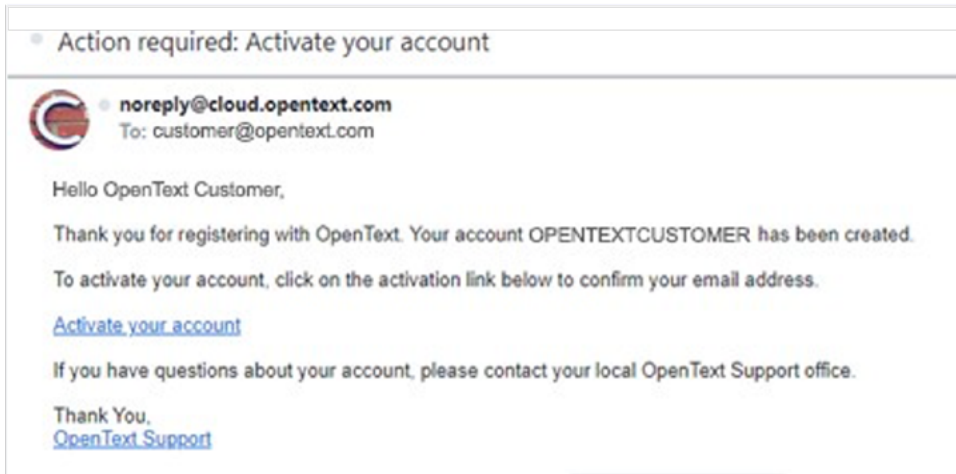 Action required: Activate your account
noreply@cloud.opentext.com
To: customer@opentext.com
Hello OpenText Customer,
Thank you for registering with OpenText. Your account OPENTEXTCUSTOMER has been created.
To activate your account, click on the activation link below to confirm your email address.
Activate your account
If you have questions about your account, please contact your local OpenText Support office.
Thank You,
OpenText Support